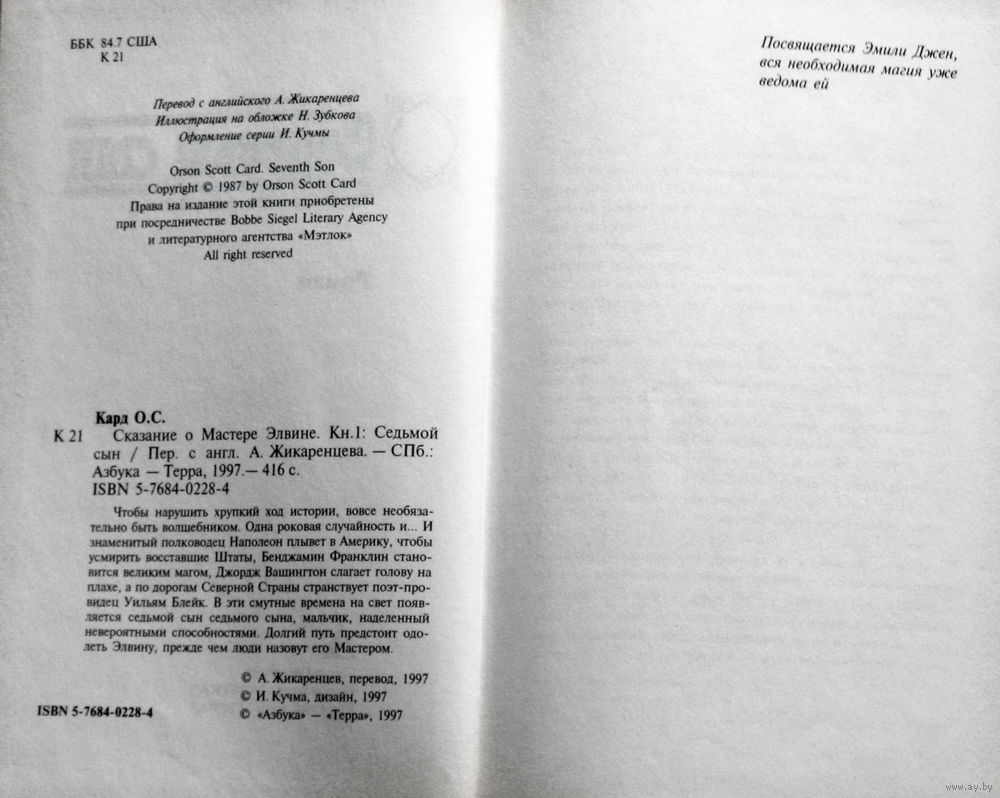 ББК 84.7 США
К 21
Перевод с английского А. Жикаренцева
Иллюстрация на обложке Н. Зубкова
Оформление серии И. Кучмы
Orson Scott Card. Seventh Son
Copyright © 1987 by Orson Scott Card
Права на издание этой книги приобретены
при посредничестве Bobbe Siegel Literary Agency
и литературного агентства «Мэтлок»
All right reserved
Кард О.С.
К 21 Сказание о Мастере Элвине. Кн.1: Седьмой
сын / Пер. с англ. А. Жикаренцева. — СПб.:
Азбука — Терра, 1997.— 416 с.
ISBN 5-7684-0228-4
Чтобы нарушить хрупкий ход истории, вовсе необяза-
тельно быть волшебником. Одна роковая случайность и... И
знаменитый полководец Наполеон плывет в Америку, чтобы
усмирить восставшие Штаты, Бенджамин Франклин стано-
вится великим магом, Джордж Вашингтон слагает голову на
плахе, а по дорогам Северной Страны странствует поэт-про-
видец Уильям Блейк. В эти смутные времена на свет появ-
ляется седьмой сын седьмого сына, мальчик, наделенный
невероятными способностями. Долгий путь предстоит одо-
леть Элвину, прежде чем люди назовут его Мастером.
© А. Жикаренцев, перевод, 1997
© И. Кучма, дизайн, 1997
ISBN 5-7684-0228-4 © «Азбука» — «Терра», 1997
Посвящается Эмили Джен,
вся необходимая магия уже
ведома ей
www.ay.by